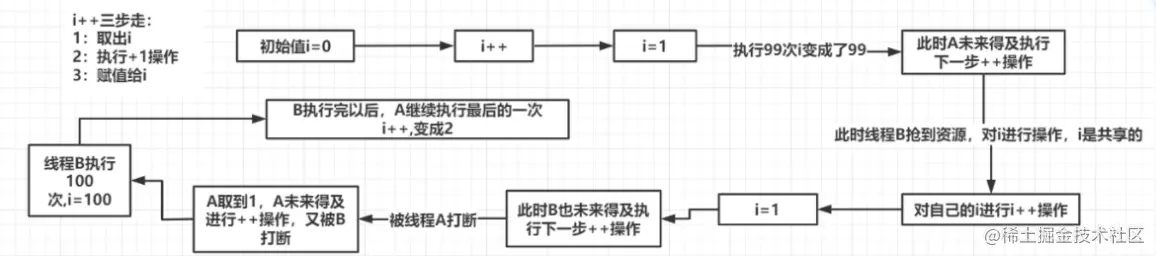 i++三步走：
1：取出i
2：执行+1操作
3：赋值给i
初始值i=0
i++
i=1
执行99次i变成了99
此时A未来得及执行
下一步++操作
此时线程B抢到资源，对i进行操作，i是共享的
对自己的i进行i++操作
i=1
此时B也未来得及执
行下一步++操作
被线程A打断
A取到1，A未来得及
进行++操作，又被B
打断
线程B执行
100
次,i=100
B执行完以后，A继续执行最后的一次
i++,变成2
@稀土掘金技术社区